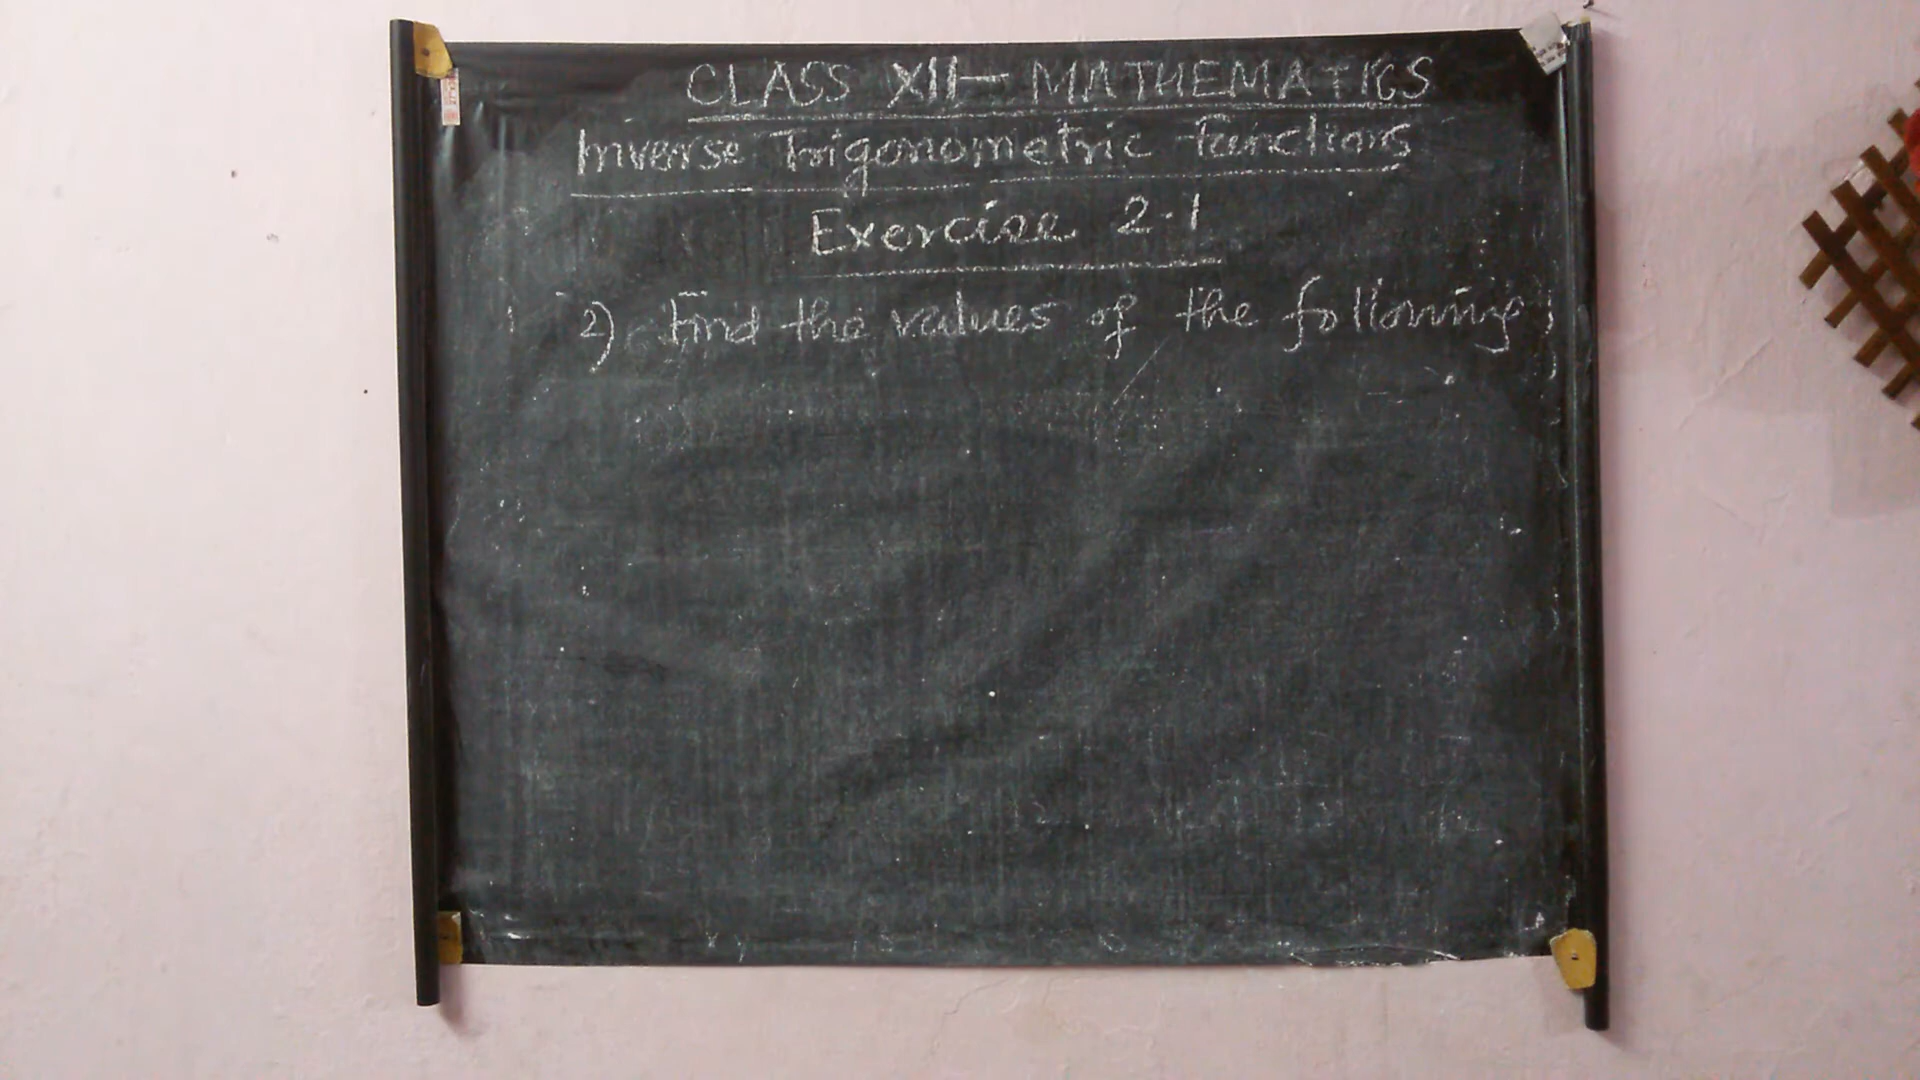 CLASS XII - MATHEMATICS
Inverse Trigonometric functions
Exercise 2.1
2) Find the values of the following;